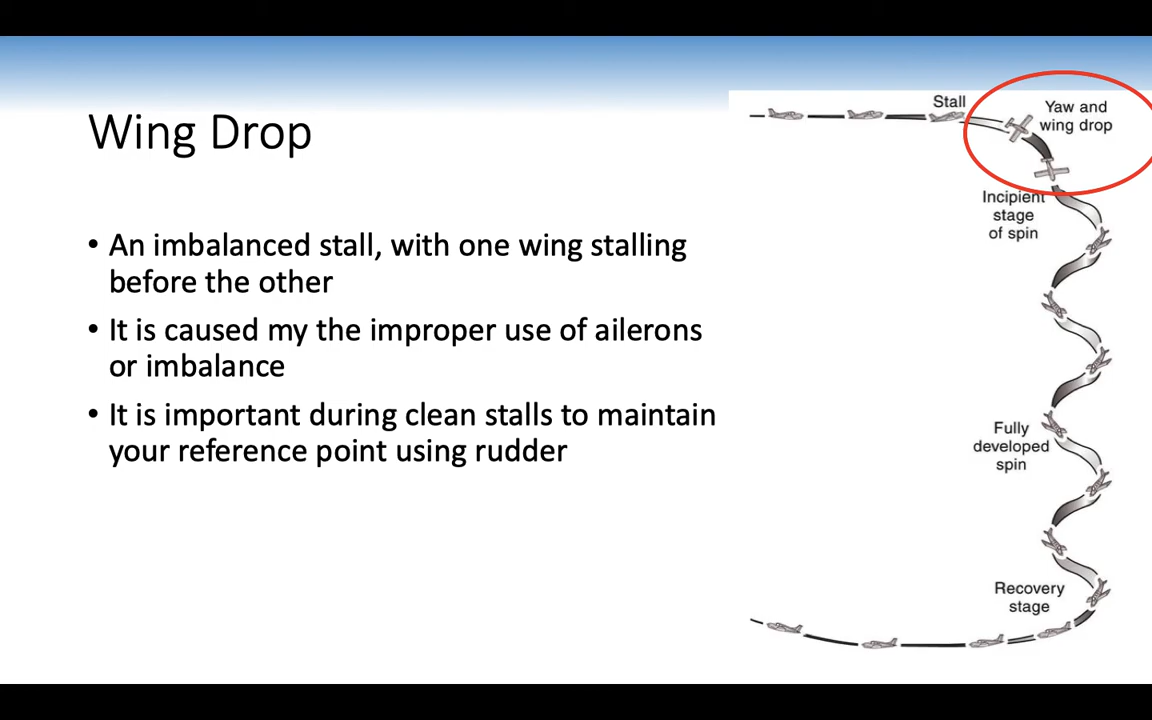 Wing Drop
• An imbalanced stall, with one wing stalling
before the other
• It is caused my the improper use of ailerons
or imbalance
• It is important during clean stalls to maintain
your reference point using rudder
Stall
Yaw and
wing drop
Incipient
stage
of spin
Fully
developed
spin
Recovery
stage